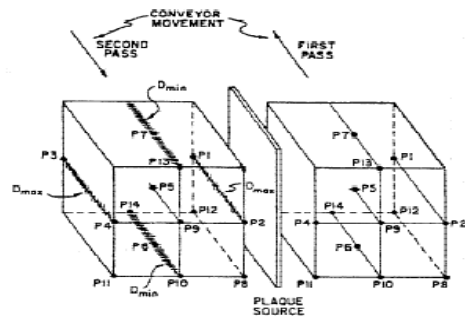 CONVEYOR
MOVEMENT
SECOND
PASS
FIRST
PASS
Dmin
P7
P3
P13
P1
P5
Dmax
Dmax
P14
P12
P4
P9
P2
P6
P11
Dmin
P10
P8
P7
P13
P1
P5
P14
P12
P4
P9
P2
P6
P11
P10
P8
PLAQUE
SOURCE